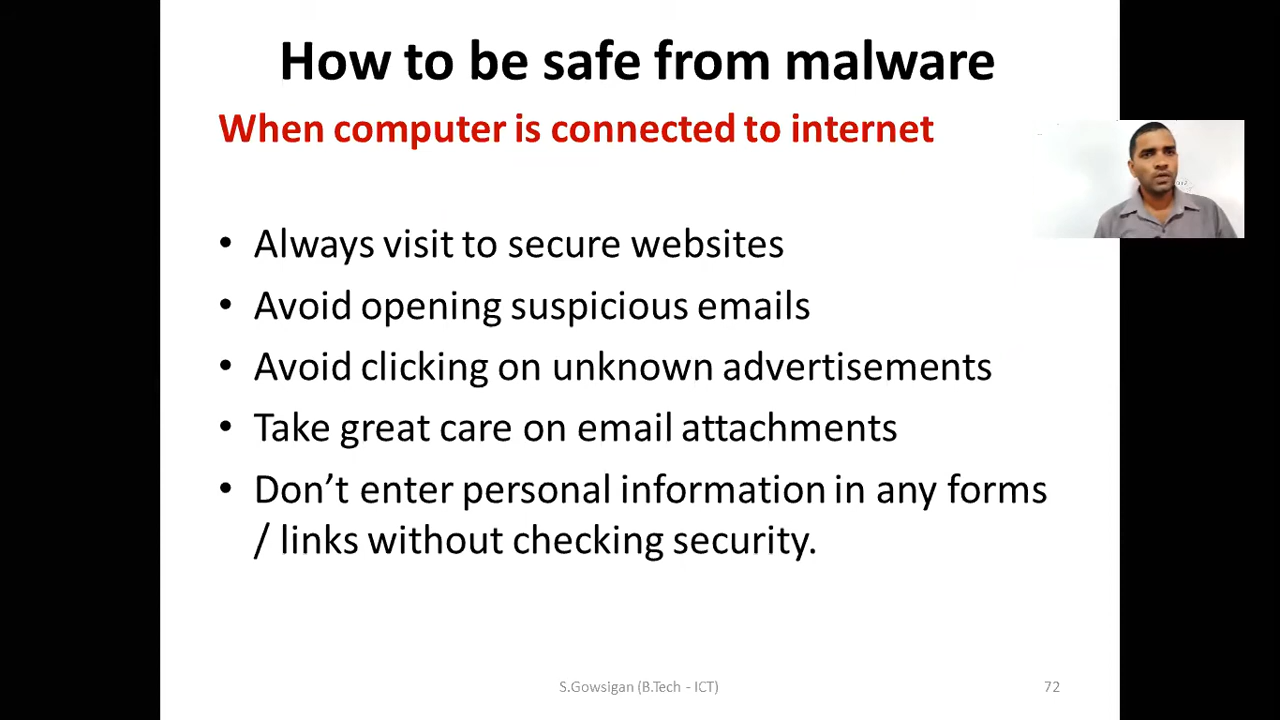 How to be safe from malware
When computer is connected to internet
• Always visit to secure websites
• Avoid opening suspicious emails
• Avoid clicking on unknown advertisements
• Take great care on email attachments
• Don’t enter personal information in any forms
/ links without checking security.
S.Gowsigan (B.Tech - ICT)
72